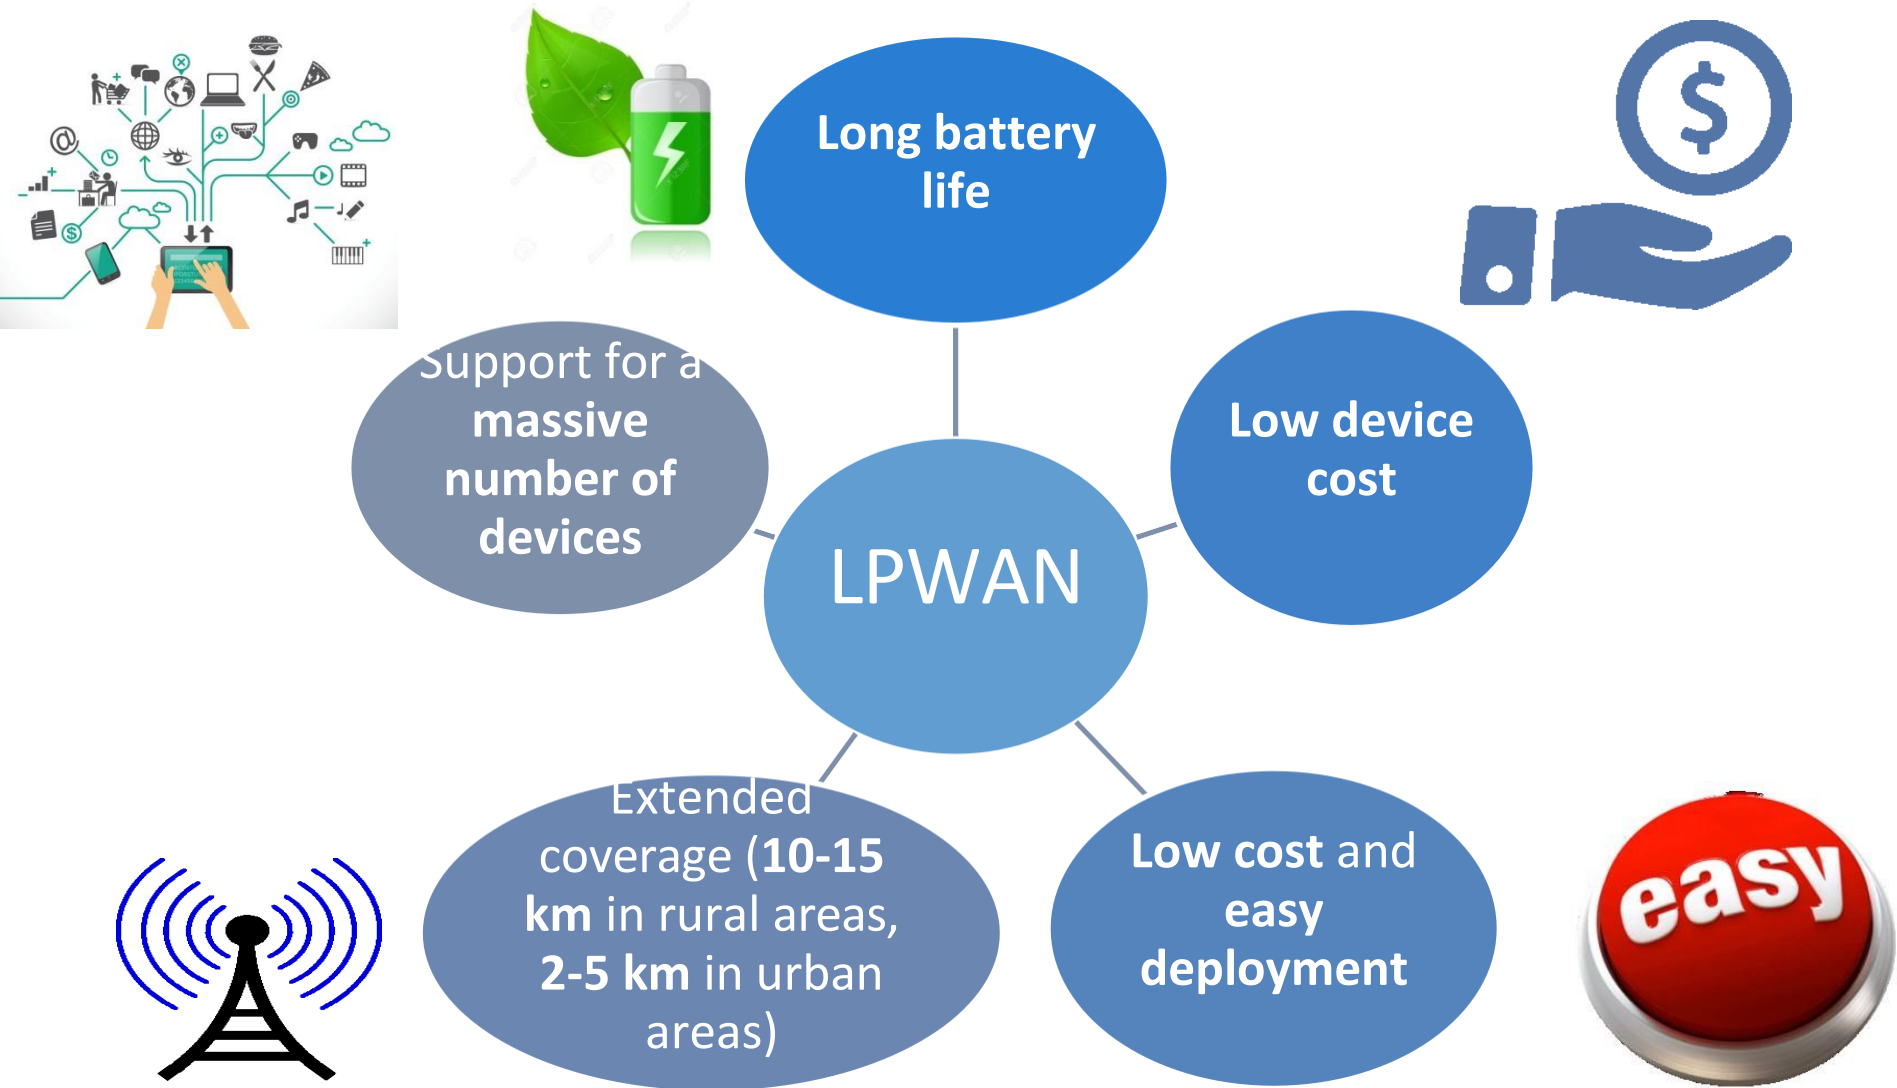 Long battery
life
$
Support for a
massive
number of
devices
Low device
cost
LPWAN
@
$
Extended
coverage (10-15
km in rural areas,
2-5 km in urban
areas)
Low cost and
easy
deployment
easy